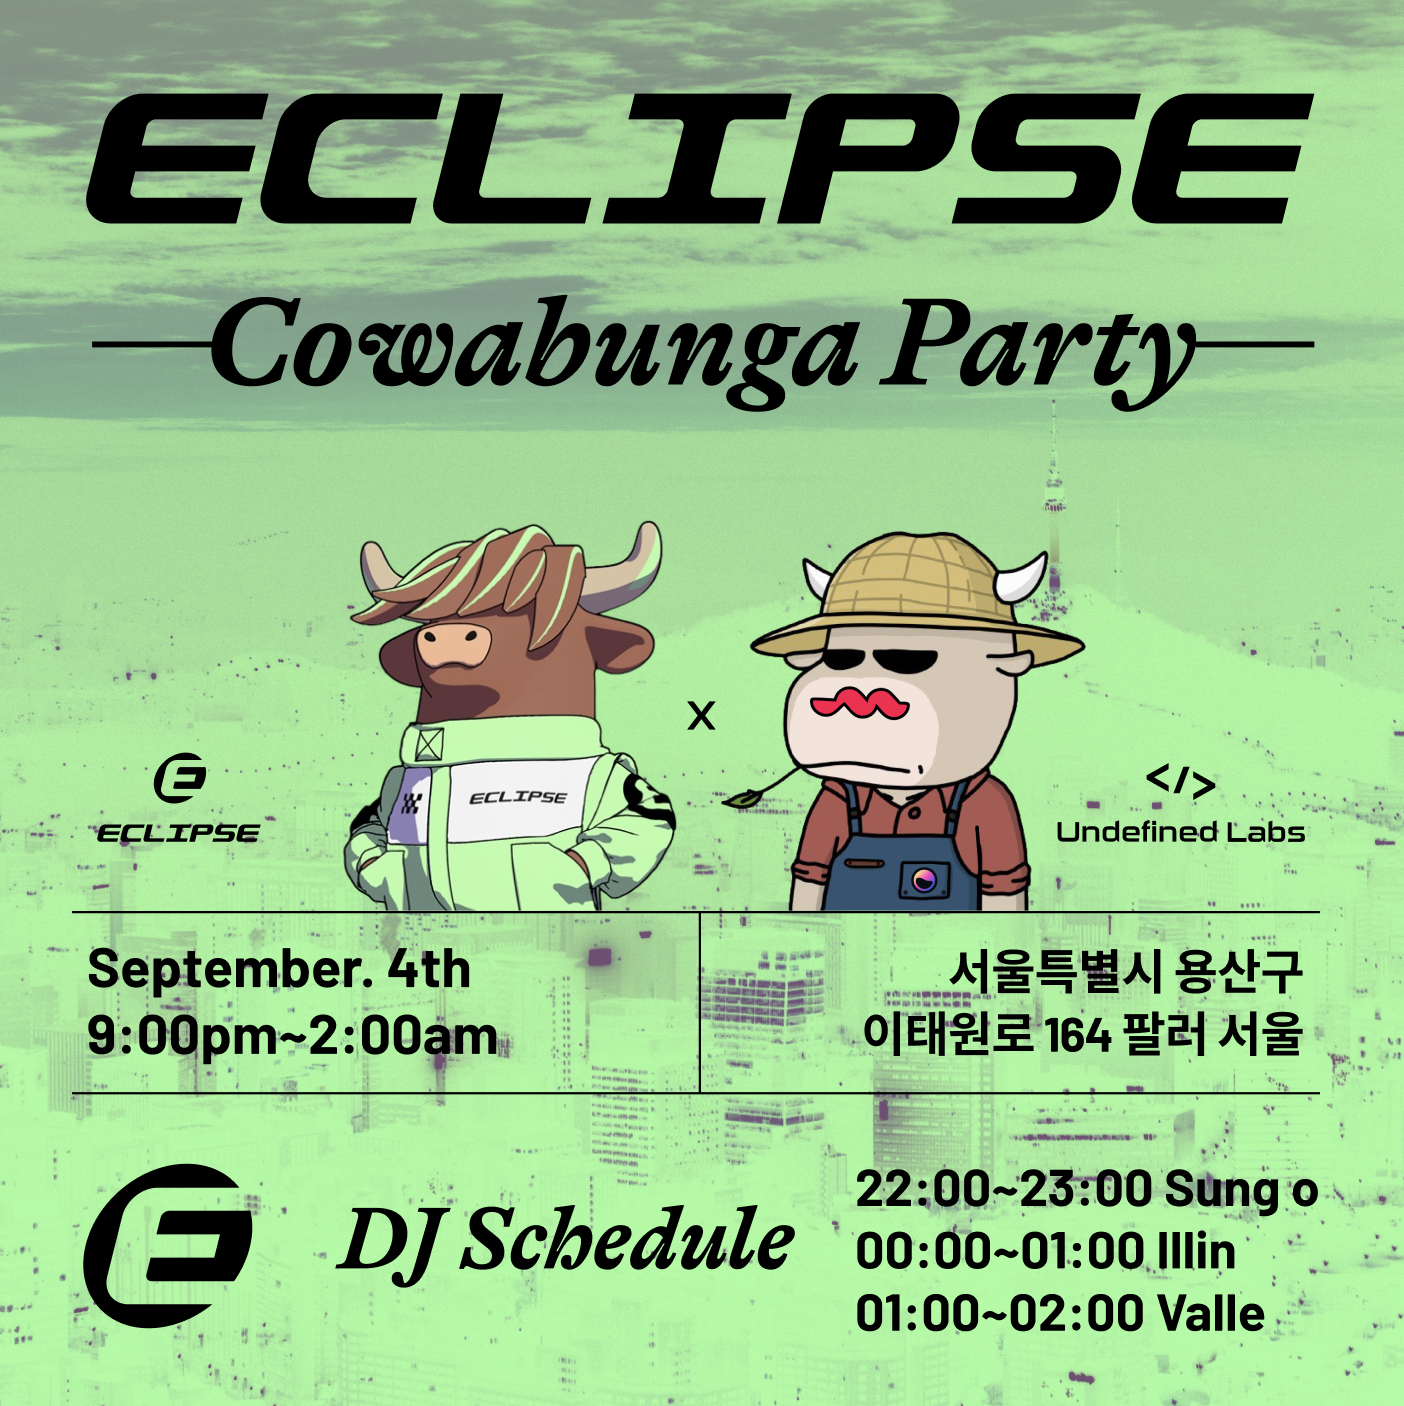 ECLIPSE
Cowabunga Party
x
ECLIPSE
ECLIPSE
</>
Undefined Labs
September. 4th
9:00pm~2:00am
서울특별시 용산구
이태원로 164 팔러 서울
DJ Schedule
22:00~23:00 Sung o
00:00~01:00 Illin
01:00~02:00 Valle